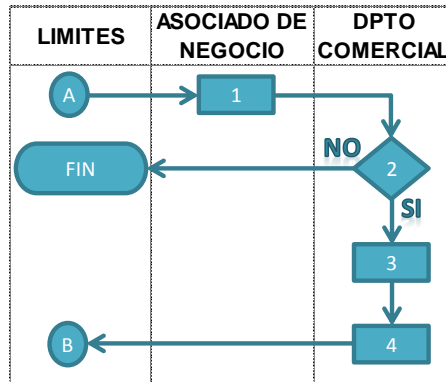 LIMITES
ASOCIADO DE
NEGOCIO
DPTO
COMERCIAL
A
1
FIN
NO
2
SI
3
B
4